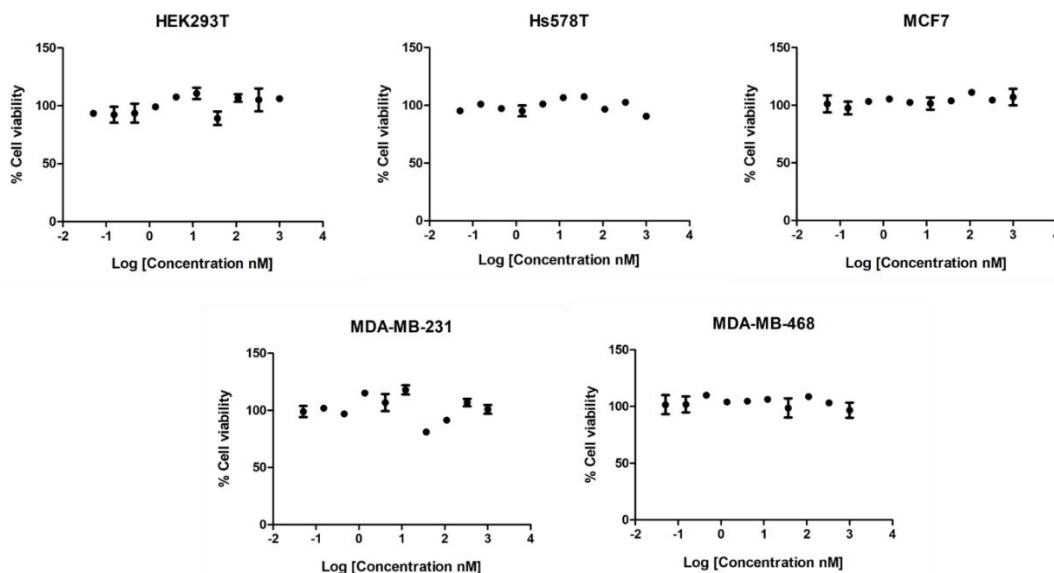 HEK293T
Hs578T
MCF7
150
100
50
0
% Cell viability
-2 -1 0 1 2 3 4
Log [Concentration nM]
150
100
50
0
% Cell viability
-2 -1 0 1 2 3 4
Log [Concentration nM]
150
100
50
0
% Cell viability
-2 -1 0 1 2 3 4
Log [Concentration nM]
MDA-MB-231
MDA-MB-468
150
100
50
0
% Cell viability
-2 -1 0 1 2 3 4
Log [Concentration nM]
150
100
50
0
% Cell viability
-2 -1 0 1 2 3 4
Log [Concentration nM]